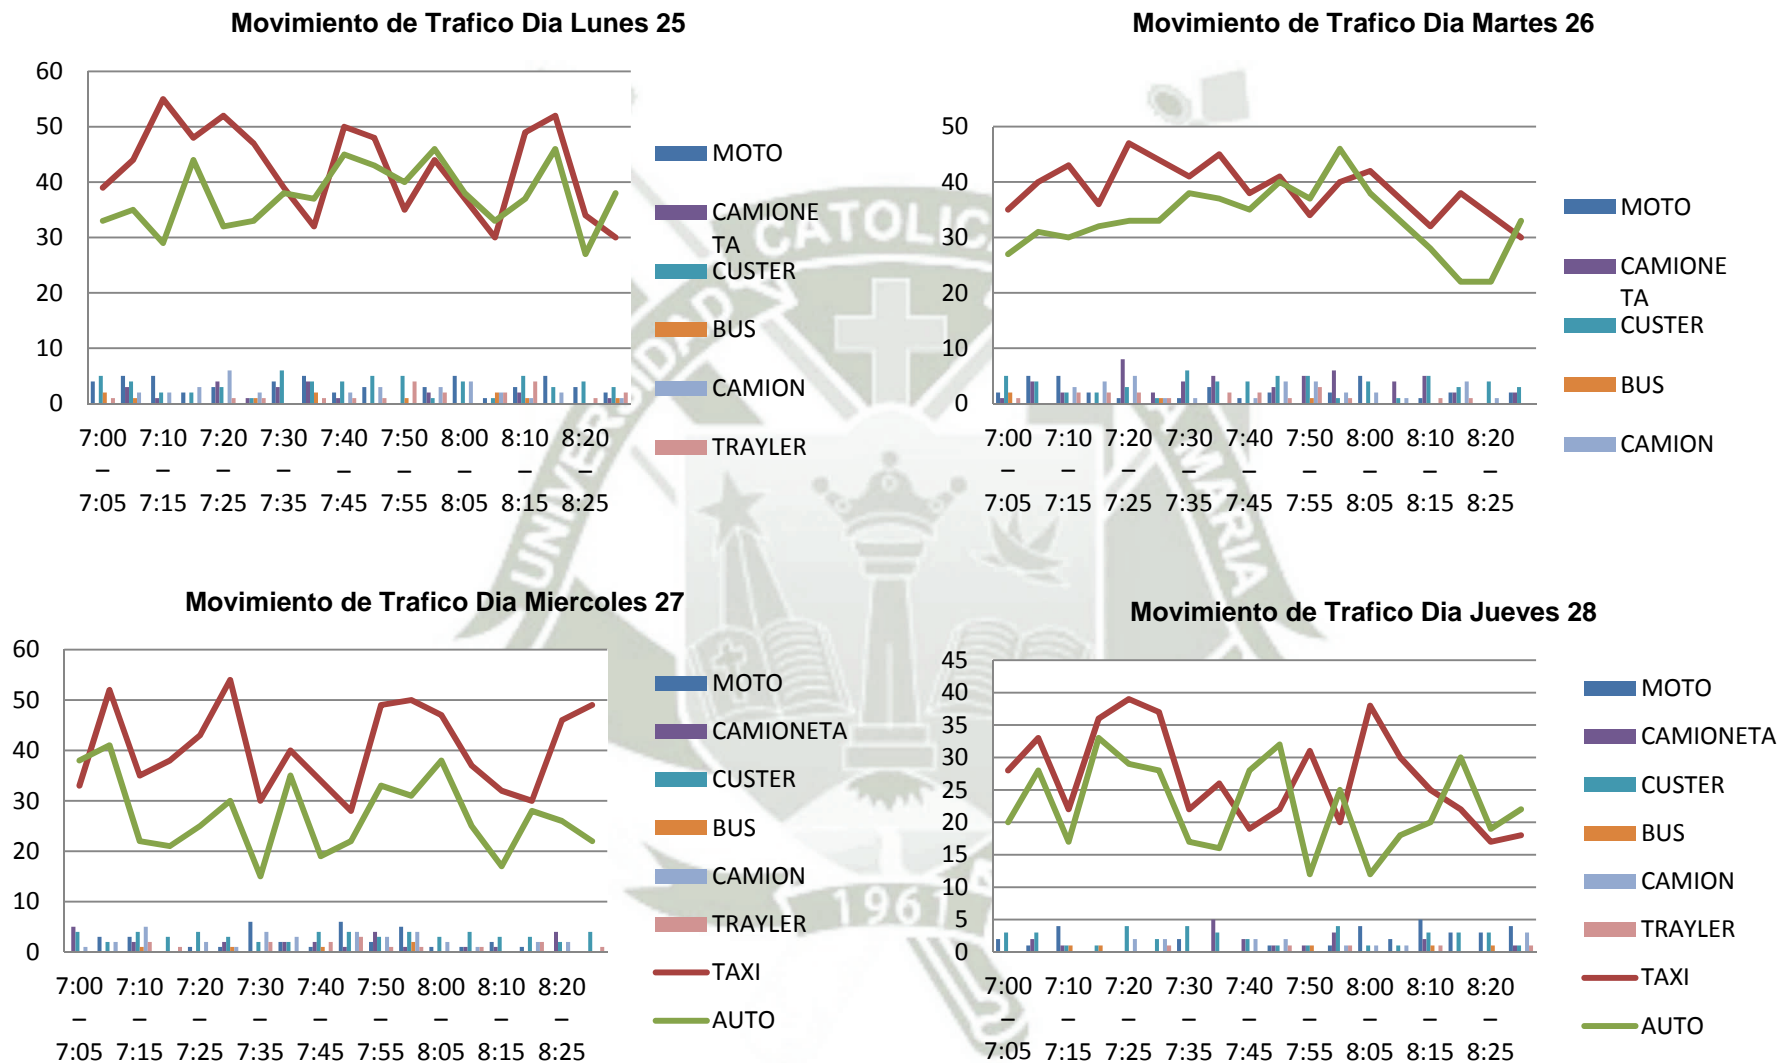 Movimiento de Trafico Dia Lunes 25
60
50
40
30
20
10
0
7:00 7:10 7:20 7:30 7:40 7:50 8:00 8:10 8:20
– – – – – – – – –
7:05 7:15 7:25 7:35 7:45 7:55 8:05 8:15 8:25
MOTO
CAMIONE
TA
CUSTER
BUS
CAMION
TRAYLER
Movimiento de Trafico Dia Martes 26
50
40
30
20
10
0
7:00 7:10 7:20 7:30 7:40 7:50 8:00 8:10 8:20
– – – – – – – – –
7:05 7:15 7:25 7:35 7:45 7:55 8:05 8:15 8:25
MOTO
CAMIONE
TA
CUSTER
BUS
CAMION
Movimiento de Trafico Dia Miercoles 27
60
50
40
30
20
10
0
7:00 7:10 7:20 7:30 7:40 7:50 8:00 8:10 8:20
– – – – – – – – –
7:05 7:15 7:25 7:35 7:45 7:55 8:05 8:15 8:25
MOTO
CAMIONETA
CUSTER
BUS
CAMION
TRAYLER
TAXI
AUTO
Movimiento de Trafico Dia Jueves 28
45
40
35
30
25
20
15
10
5
0
7:00 7:10 7:20 7:30 7:40 7:50 8:00 8:10 8:20
– – – – – – – – –
7:05 7:15 7:25 7:35 7:45 7:55 8:05 8:15 8:25
MOTO
CAMIONETA
CUSTER
BUS
CAMION
TRAYLER
TAXI
AUTO
UNIVERSIDAD CATOLICA
MARIA
1961